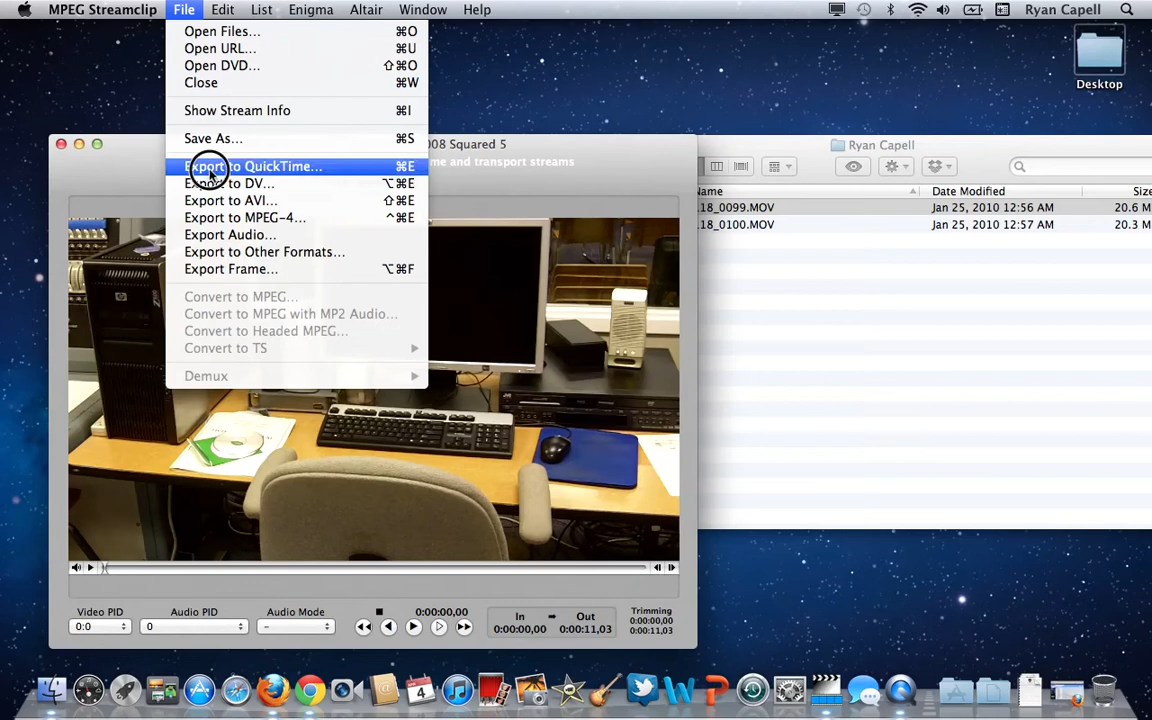 MPEG Streamclip File Edit List Enigma Altair Window Help Ryan Capell
Open Files... ⌘O
Open URL... ⌘U
Open DVD... ⇧⌘O
Close ⌘W
Show Stream Info ⌘I
Save As... ⌘S
Export to QuickTime... ⌘E
Export to DV... ⌥⌘E
Export to AVI... ⇧⌘E
Export to MPEG-4... ^⌘E
Export Audio...
Export to Other Formats...
Export Frame... ⌥⌘F
Convert to MPEG...
Convert to MPEG with MP2 Audio...
Convert to Headed MPEG...
Convert to TS
Demux
Desktop
008 Squared 5
me and transport streams
Ryan Capell
Name Date Modified Size
18_0099.MOV Jan 25, 2010 12:56 AM 20.6 M
18_0100.MOV Jan 25, 2010 12:57 AM 20.3 M
Video PID Audio PID Audio Mode 0:00:00,00
0:0 0 –
In Out
0:00:00,00 0:00:11,03
Trimming
0:00:00,00
0:00:11,03
4